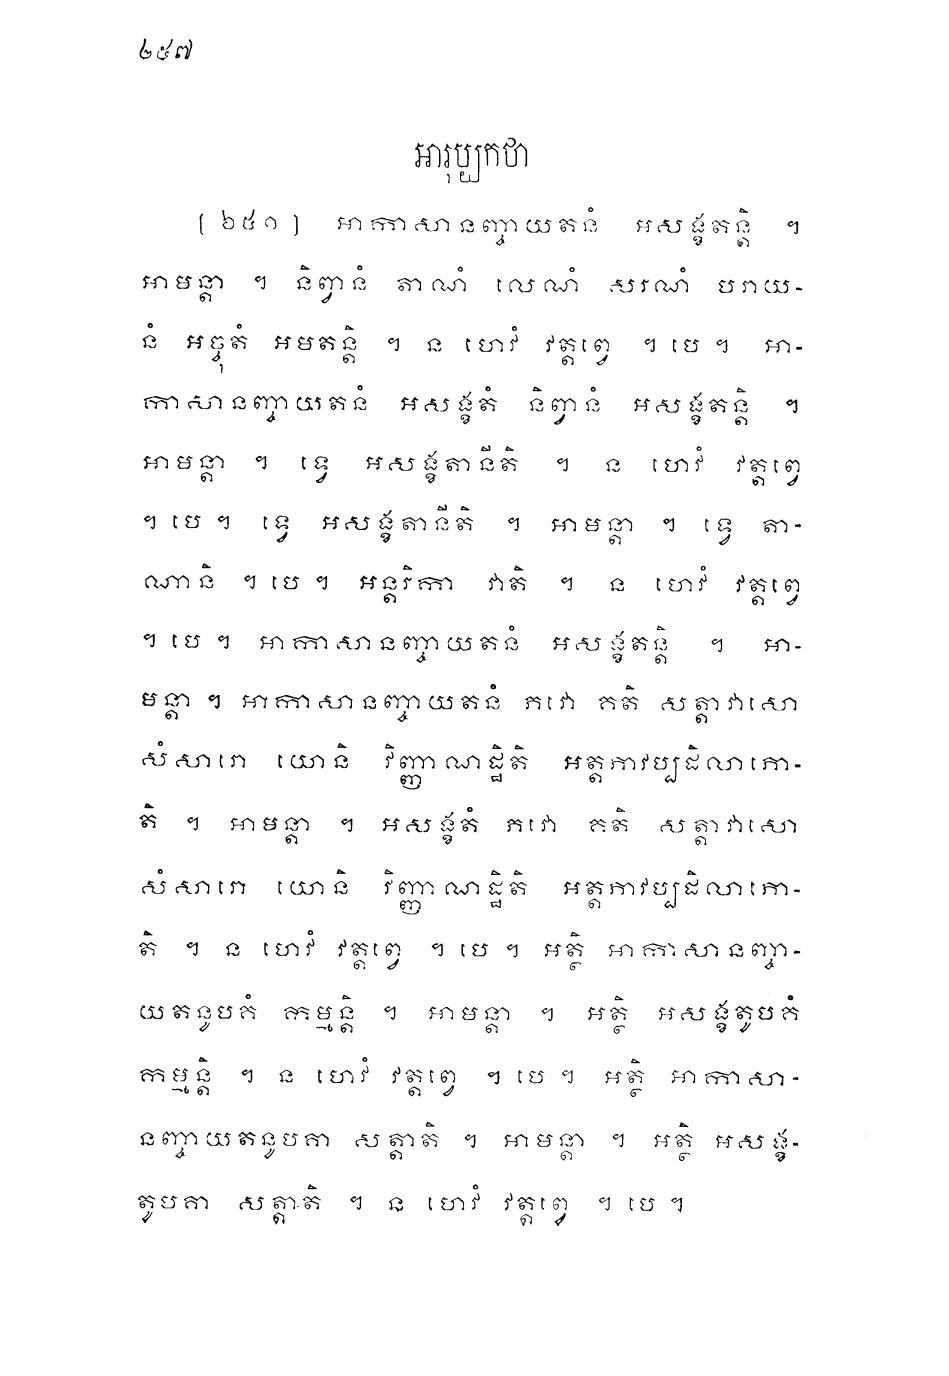 ២៥៧
អារុប្បកថា
(៦៥១) អាកាសានញ្ចាយតនំ អសង្ខតន្តិ ។
អាមន្តា ។ និព្វានំ តាណំ លេណំ សរណំ បរាយ-
នំ អច្ចុតំ អមតន្តិ ។ ន ហេវំ វត្តព្វេ ។ បេ ។ អា-
កាសានញ្ចាយតនំ អសង្ខតំ និព្វានំ អសង្ខតន្តិ ។
អាមន្តា ។ ទ្វេ អសង្ខតានីតិ ។ ន ហេវំ វត្តព្វេ
។ បេ ។ ទ្វេ អសង្ខតានីតិ ។ អាមន្តា ។ ទ្វេ តា-
ណានិ ។ បេ ។ អន្តរិកា វាតិ ។ ន ហេវំ វត្តព្វេ
។ បេ ។ អាកាសានញ្ចាយតនំ អសង្ខតន្តិ ។ អា-
មន្តា ។ អាកាសានញ្ចាយតនំ ភវោ គតិ សត្តាវាសោ
សំសារោ យោនិ វិញ្ញាណដ្ឋិតិ អត្តភាវប្បដិលាភោ-
តិ ។ អាមន្តា ។ អសង្ខតំ ភវោ គតិ សត្តាវាសោ
សំសារោ យោនិ វិញ្ញាណដ្ឋិតិ អត្តភាវប្បដិលាភោ-
តិ ។ ន ហេវំ វត្តព្វេ ។ បេ ។ អត្ថិ អាកាសានញ្ចា-
យតនូបគំ កម្មន្តិ ។ អាមន្តា ។ អត្ថិ អសង្ខតូបគំ
កម្មន្តិ ។ ន ហេវំ វត្តព្វេ ។ បេ ។ អត្ថិ អាកាសា-
នញ្ចាយតនូបគា សត្តាតិ ។ អាមន្តា ។ អត្ថិ អសង្ខ-
តូបគា សត្តាតិ ។ ន ហេវំ វត្តព្វេ ។ បេ ។